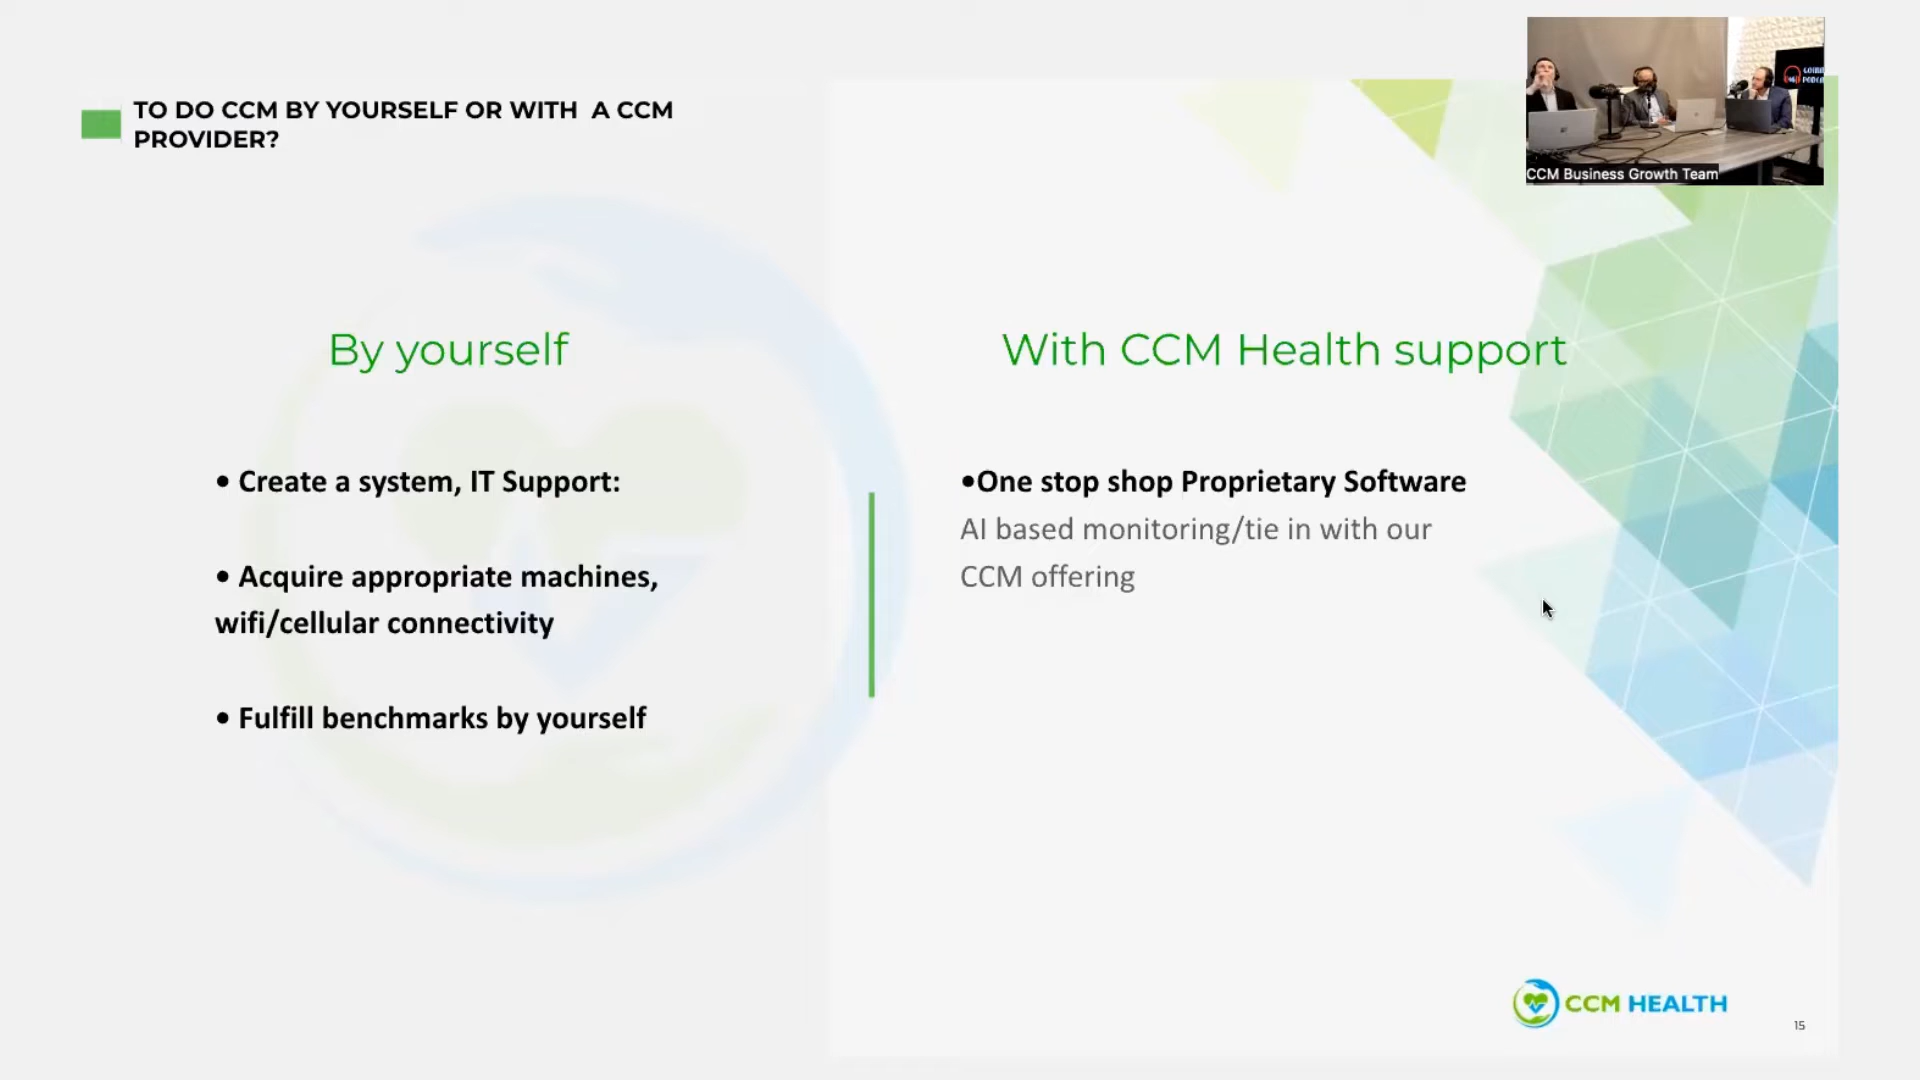 TO DO CCM BY YOURSELF OR WITH A CCM
PROVIDER?
CCM Business Growth Team
By yourself
• Create a system, IT Support:
• Acquire appropriate machines,
wifi/cellular connectivity
• Fulfill benchmarks by yourself
With CCM Health support
•One stop shop Proprietary Software
AI based monitoring/tie in with our
CCM offering
CCM HEALTH
15